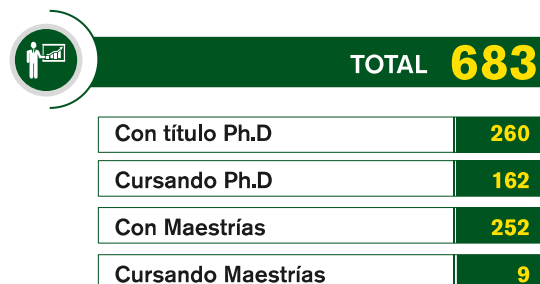 TOTAL 683
Con título Ph.D 260
Cursando Ph.D 162
Con Maestrías 252
Cursando Maestrías 9